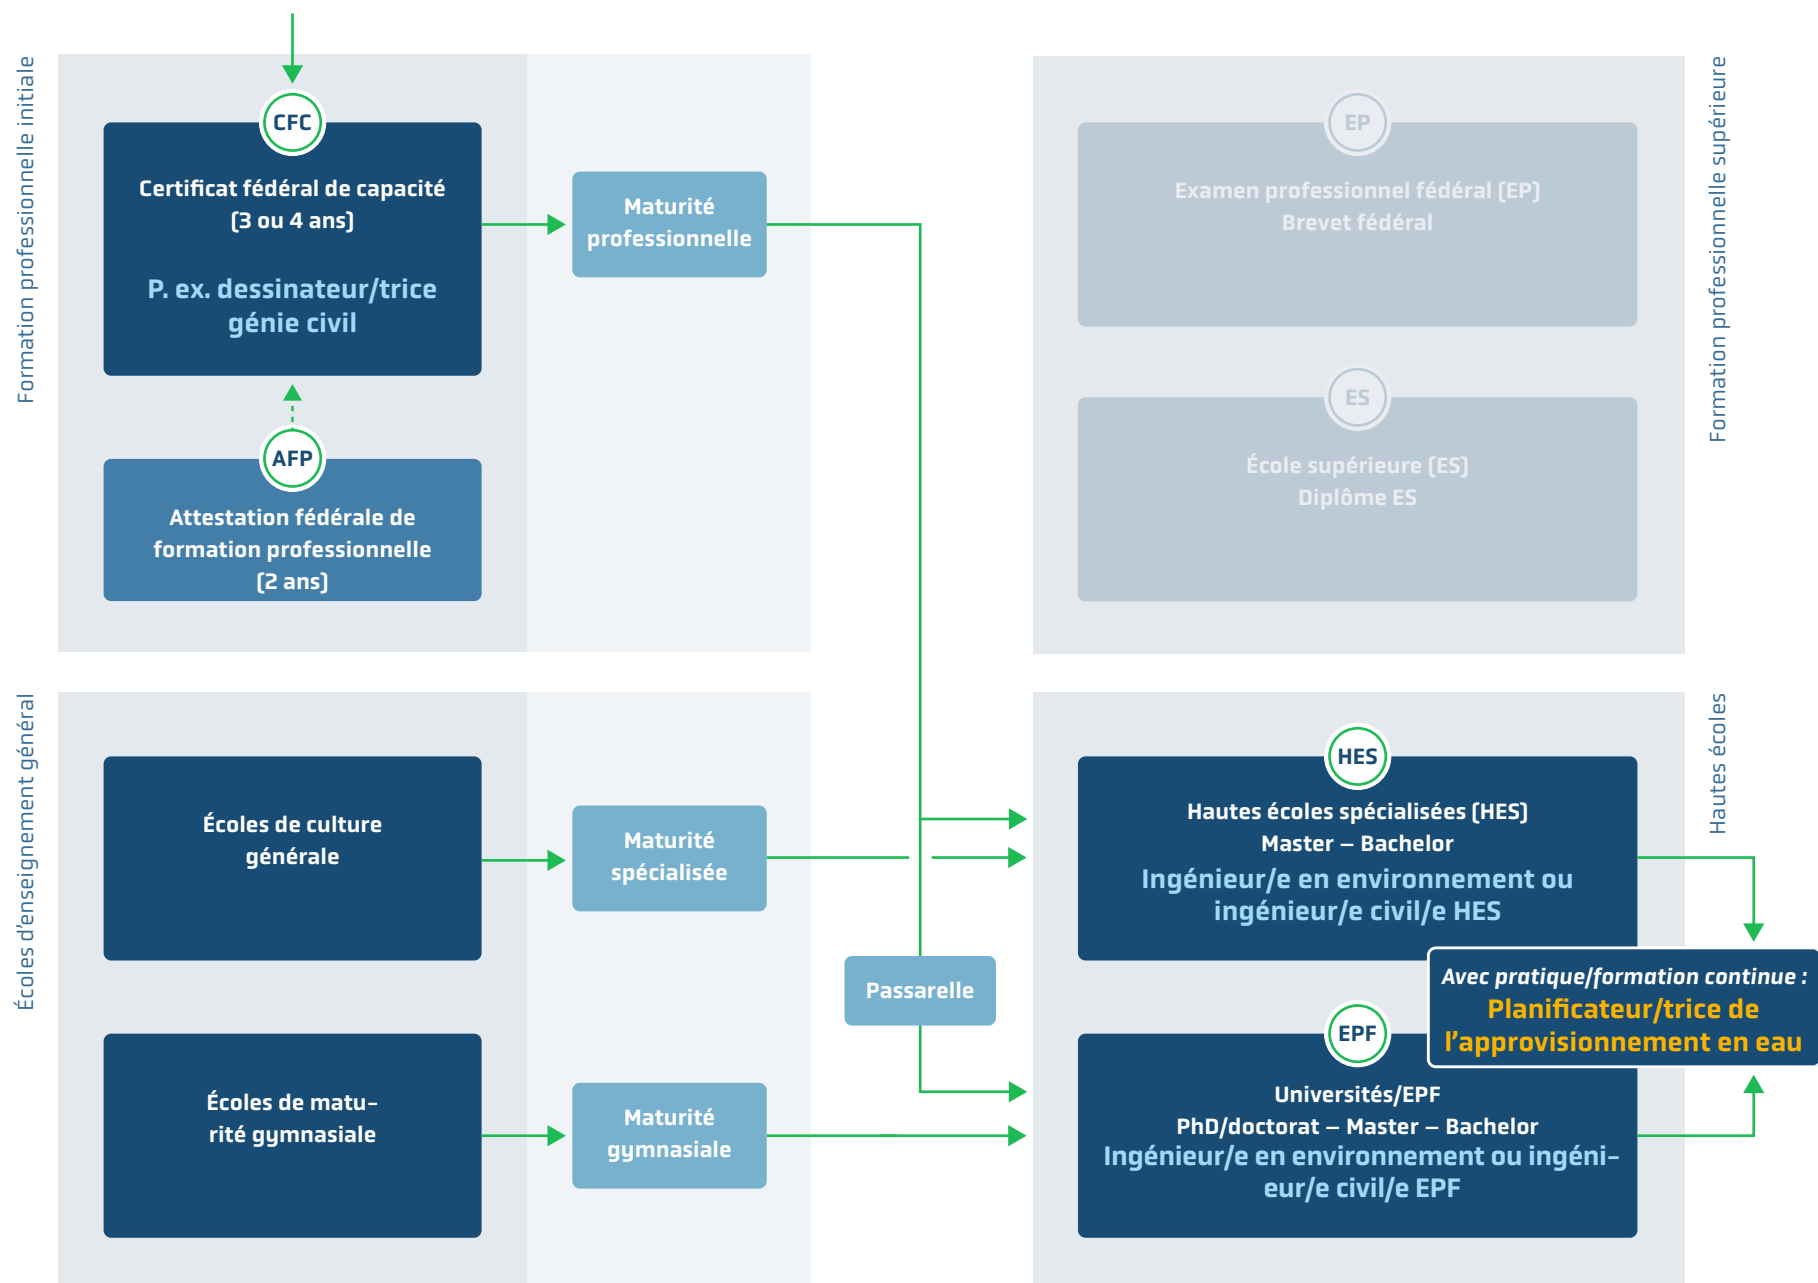 Formation professionnelle initiale
CFC
Certificat fédéral de capacité
(3 ou 4 ans)
P. ex. dessinateur/trice
génie civil
AFP
Attestation fédérale de
formation professionnelle
(2 ans)
Maturité
professionnelle
EP
Examen professionnel fédéral (EP)
Brevet fédéral
ES
École supérieure (ES)
Diplôme ES
Formation professionnelle supérieure
Écoles d'enseignement général
Écoles de culture
générale
Maturité
spécialisée
Écoles de matu–
rité gymnasiale
Maturité
gymnasiale
Passarelle
HES
Hautes écoles spécialisées (HES)
Master – Bachelor
Ingénieur/e en environnement ou
ingénieur/e civil/e HES
Avec pratique/formation continue :
Planificateur/trice de
l’approvisionnement en eau
EPF
Universités/EPF
PhD/doctorat – Master – Bachelor
Ingénieur/e en environnement ou ingéni–
eur/e civil/e EPF
Hautes écoles